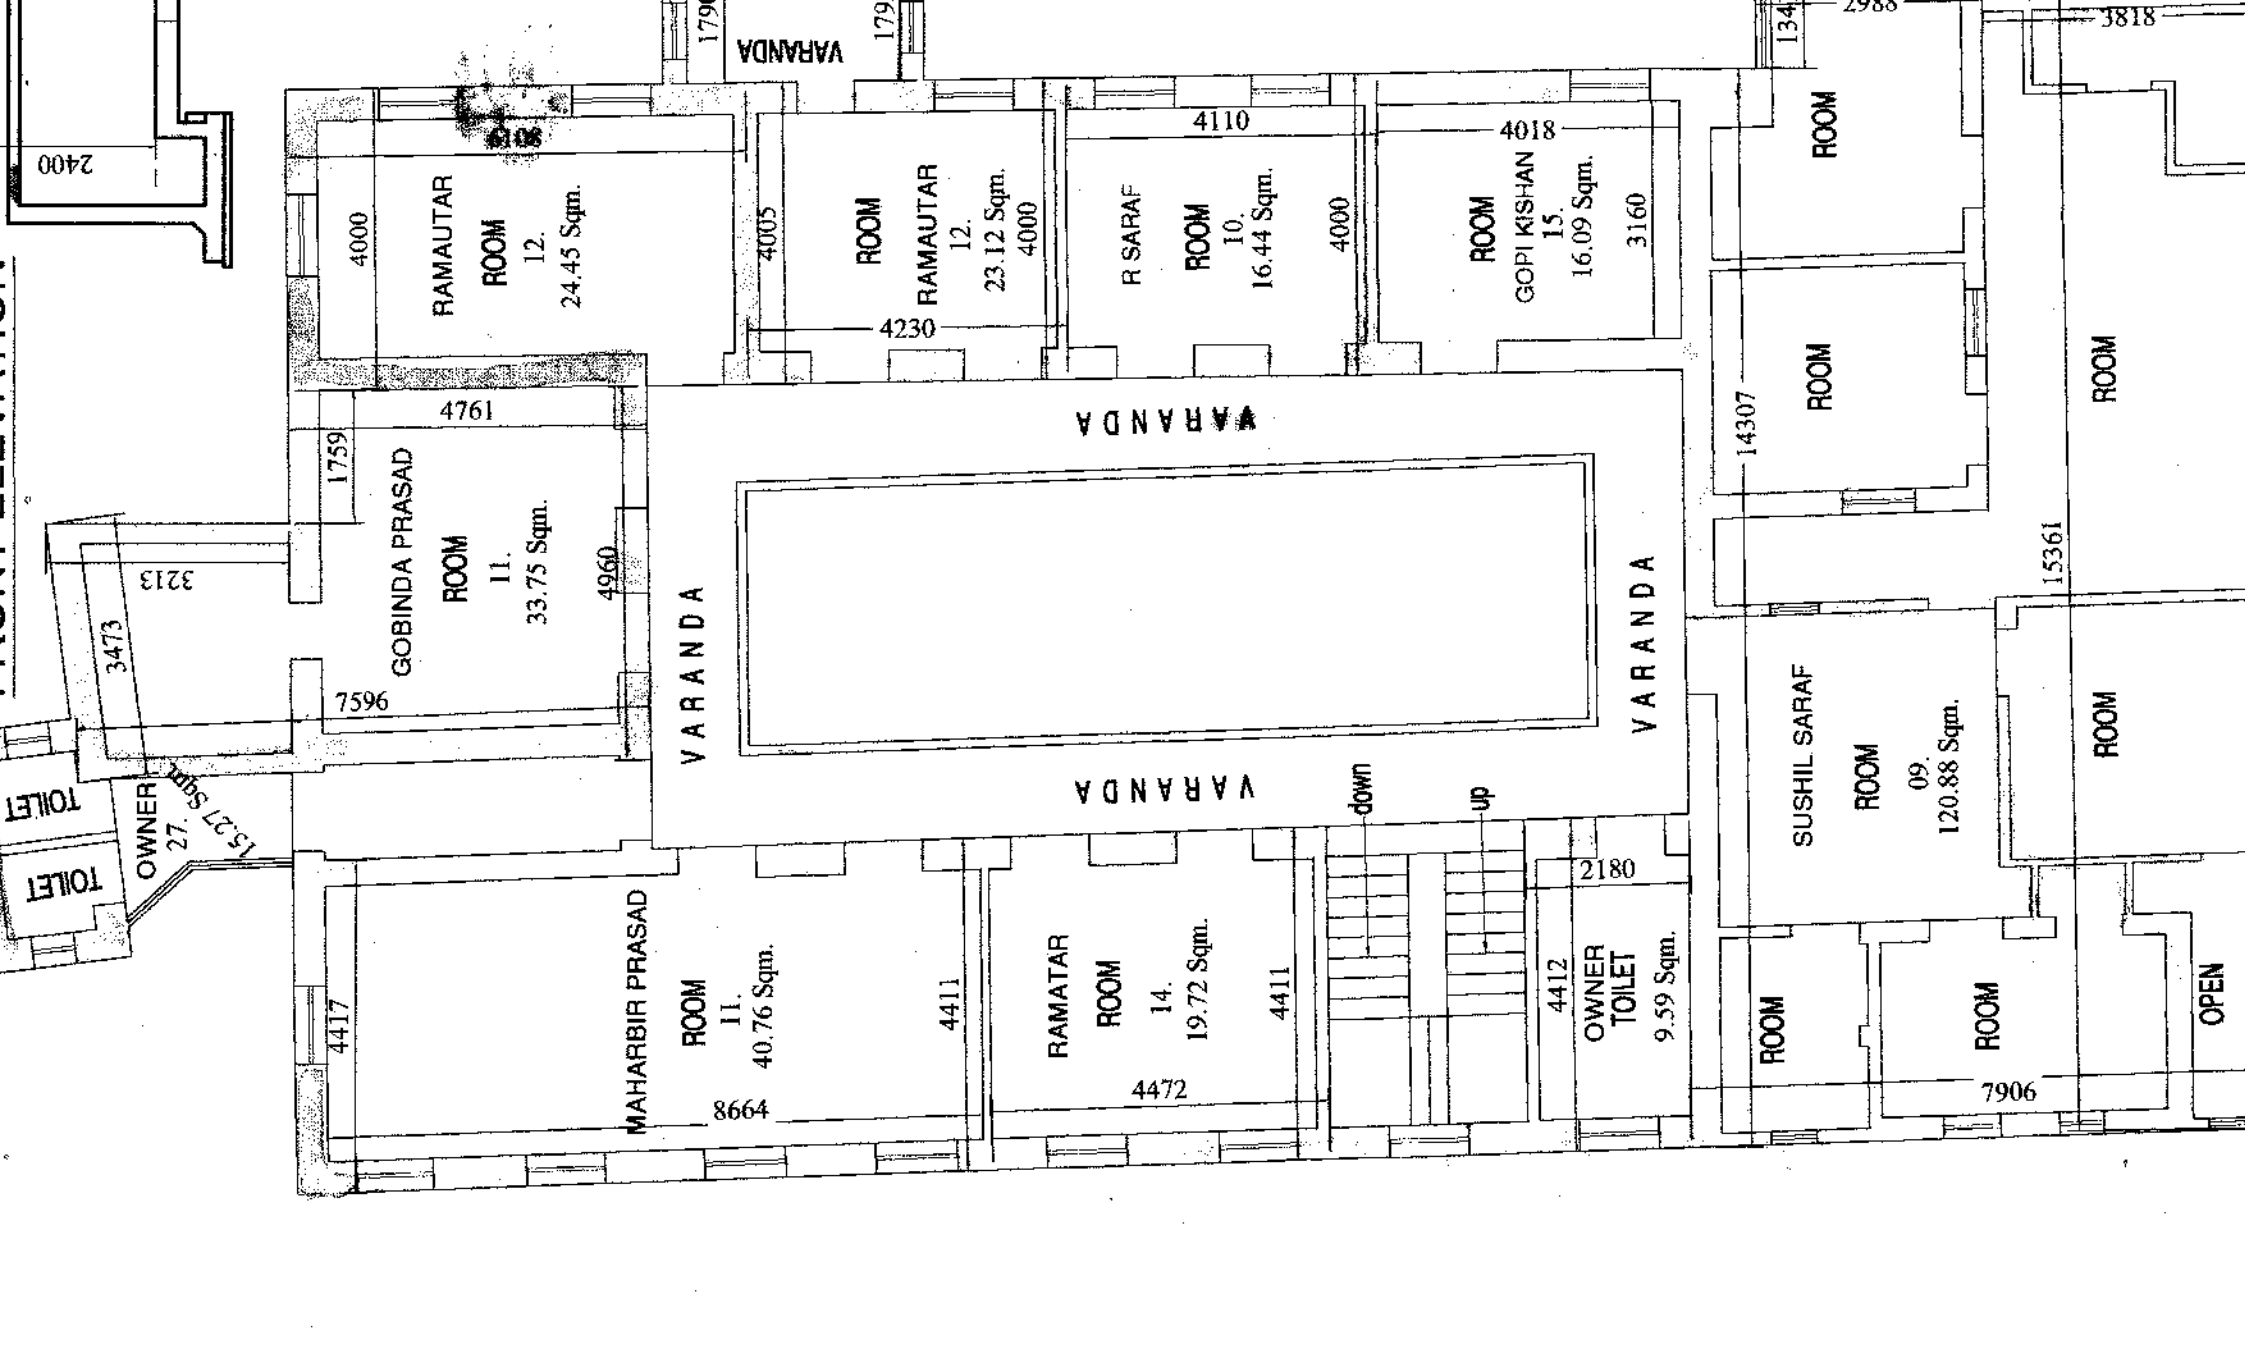 1790
VARANDA
179
134
2988
3818
2400
4000
RAMAUTAR
ROOM
12.
24.45 Sqm.
4005
ROOM
RAMAUTAR
12.
23.12 Sqm.
4000
4230
4110
R SARAF
ROOM
10.
16.44 Sqm.
4000
4018
ROOM
GOPI KISHAN
15.
16.09 Sqm.
3160
ROOM
ROOM
ROOM
14307
15361
4761
1759
GOBINDA PRASAD
ROOM
11.
33.75 Sqm.
4960
7596
3213
3473
VARANDA
VARANDA
VARANDA
VARANDA
TOILET
TOILET
OWNER
27.
15.27 Sqm.
down
up
SUSHIL SARAF
ROOM
09.
120.88 Sqm.
ROOM
4417
MAHARBIR PRASAD
ROOM
11.
40.76 Sqm.
4411
8664
RAMATAR
ROOM
14.
19.72 Sqm.
4411
4472
2180
4412
OWNER
TOILET
9.59 Sqm.
ROOM
ROOM
OPEN
7906